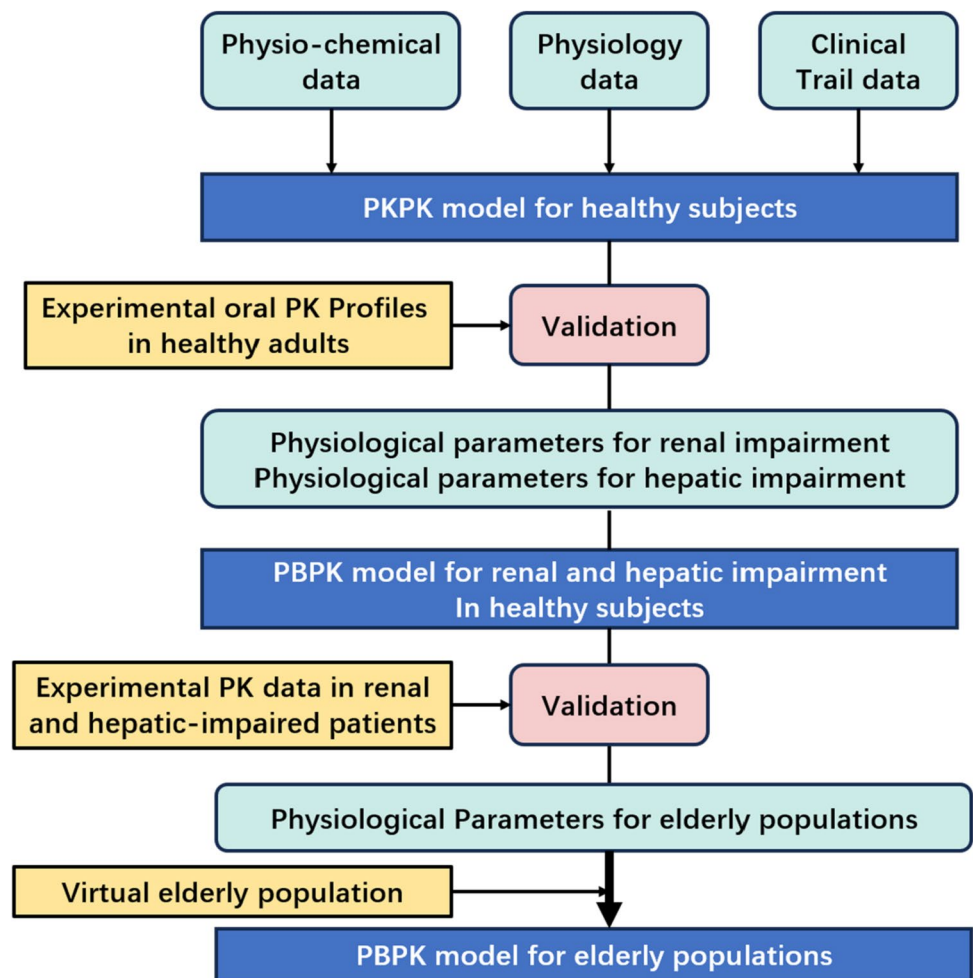 Physio-chemical
data
Physiology
data
Clinical
Trail data
PKPK model for healthy subjects
Experimental oral PK Profiles
in healthy adults
Validation
Physiological parameters for renal impairment
Physiological parameters for hepatic impairment
PBPK model for renal and hepatic impairment
In healthy subjects
Experimental PK data in renal
and hepatic-impaired patients
Validation
Physiological Parameters for elderly populations
Virtual elderly population
PBPK model for elderly populations